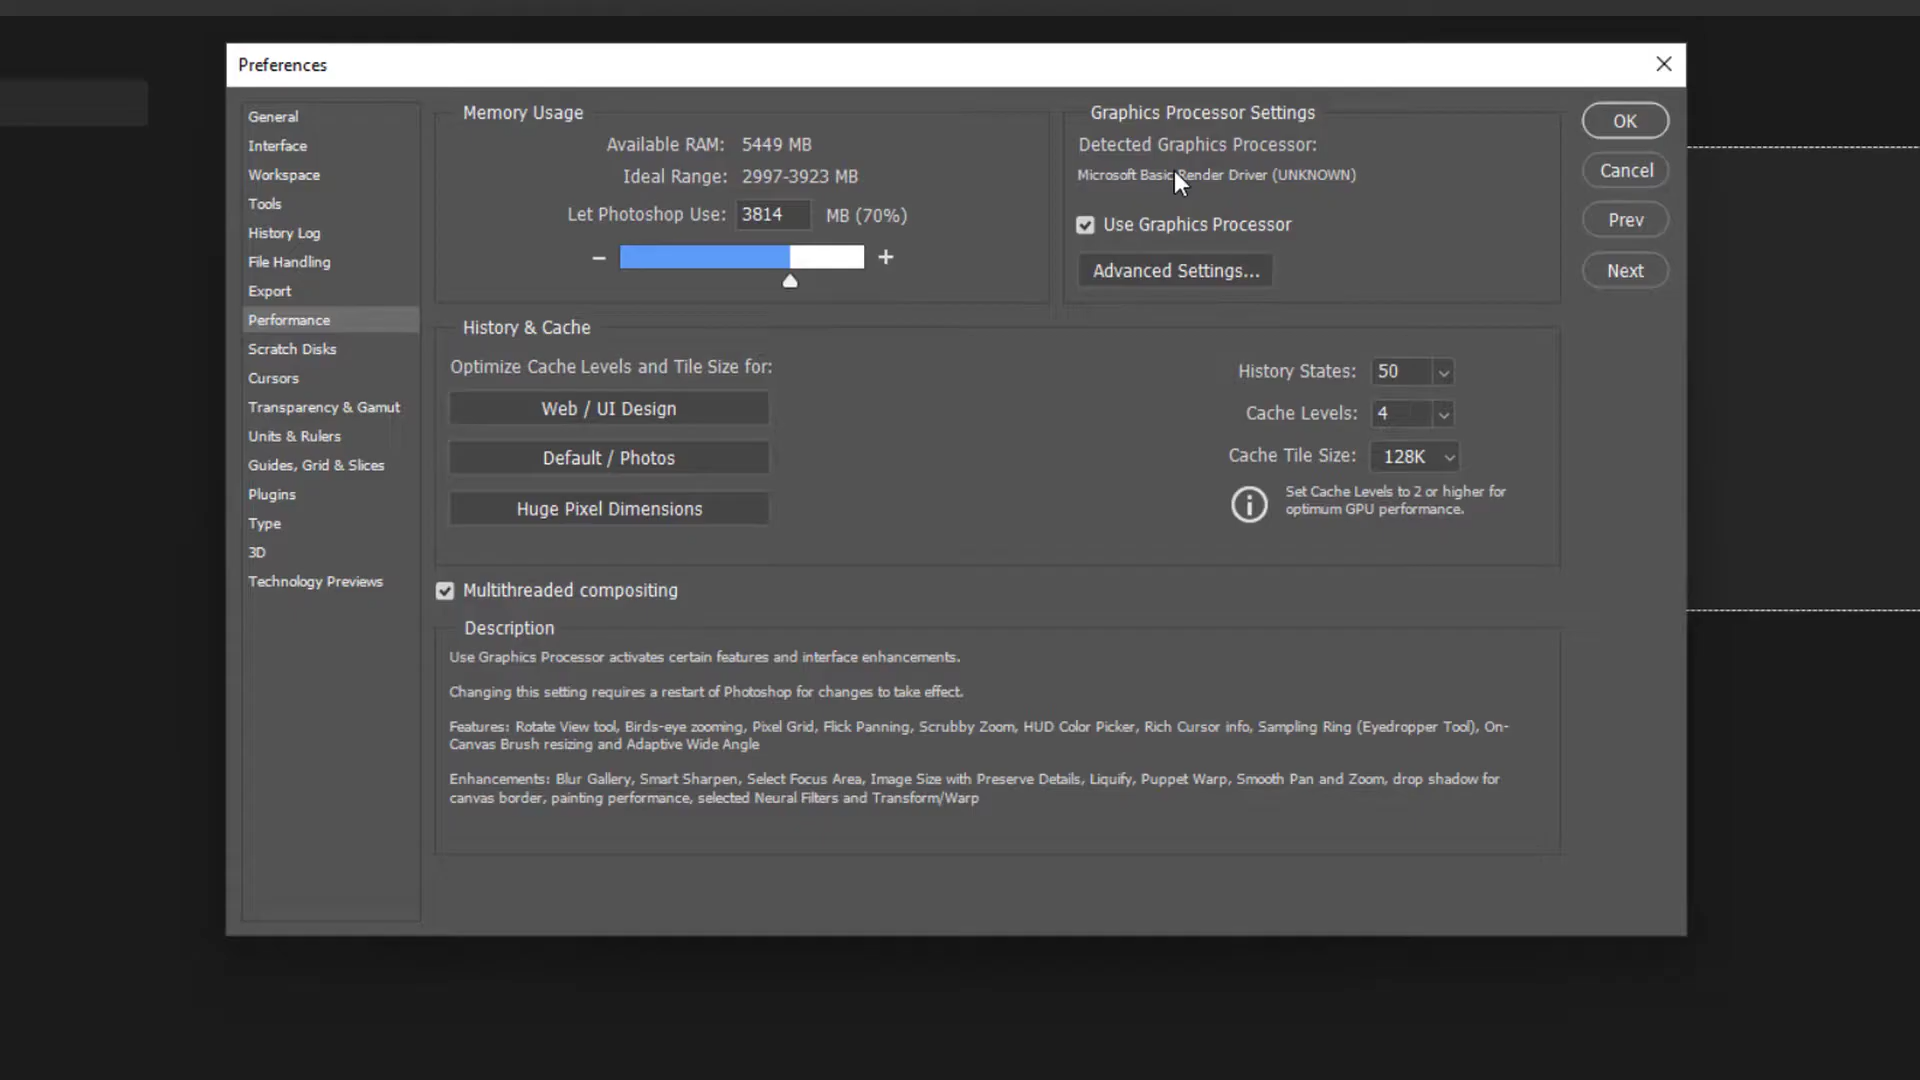 Preferences
General
Interface
Workspace
Tools
History Log
File Handling
Export
Performance
Scratch Disks
Cursors
Transparency & Gamut
Units & Rulers
Guides, Grid & Slices
Plugins
Type
3D
Technology Previews
Memory Usage
Available RAM: 5449 MB
Ideal Range: 2997-3923 MB
Let Photoshop Use: 3814 MB (70%)
− +
Graphics Processor Settings
Detected Graphics Processor:
Microsoft Basic Render Driver (UNKNOWN)
Use Graphics Processor
Advanced Settings...
OK
Cancel
Prev
Next
History & Cache
Optimize Cache Levels and Tile Size for:
Web / UI Design
Default / Photos
Huge Pixel Dimensions
History States: 50
Cache Levels: 4
Cache Tile Size: 128K
Set Cache Levels to 2 or higher for
optimum GPU performance.
Multithreaded compositing
Description
Use Graphics Processor activates certain features and interface enhancements.
Changing this setting requires a restart of Photoshop for changes to take effect.
Features: Rotate View tool, Birds-eye zooming, Pixel Grid, Flick Panning, Scrubby Zoom, HUD Color Picker, Rich Cursor info, Sampling Ring (Eyedropper Tool), On-
Canvas Brush resizing and Adaptive Wide Angle
Enhancements: Blur Gallery, Smart Sharpen, Select Focus Area, Image Size with Preserve Details, Liquify, Puppet Warp, Smooth Pan and Zoom, drop shadow for
canvas border, painting performance, selected Neural Filters and Transform/Warp